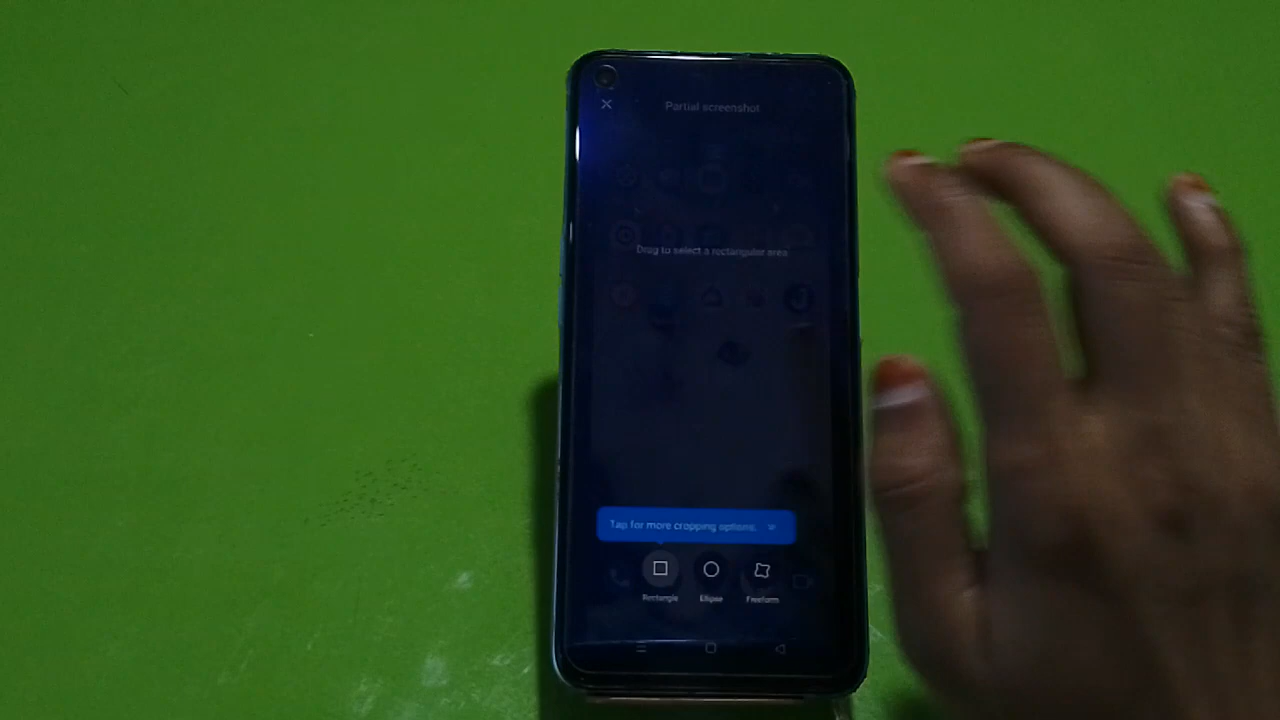 Partial screenshot
Drag to select a rectangular area
Tap for more cropping options.
Rectangle
Ellipse
Freeform